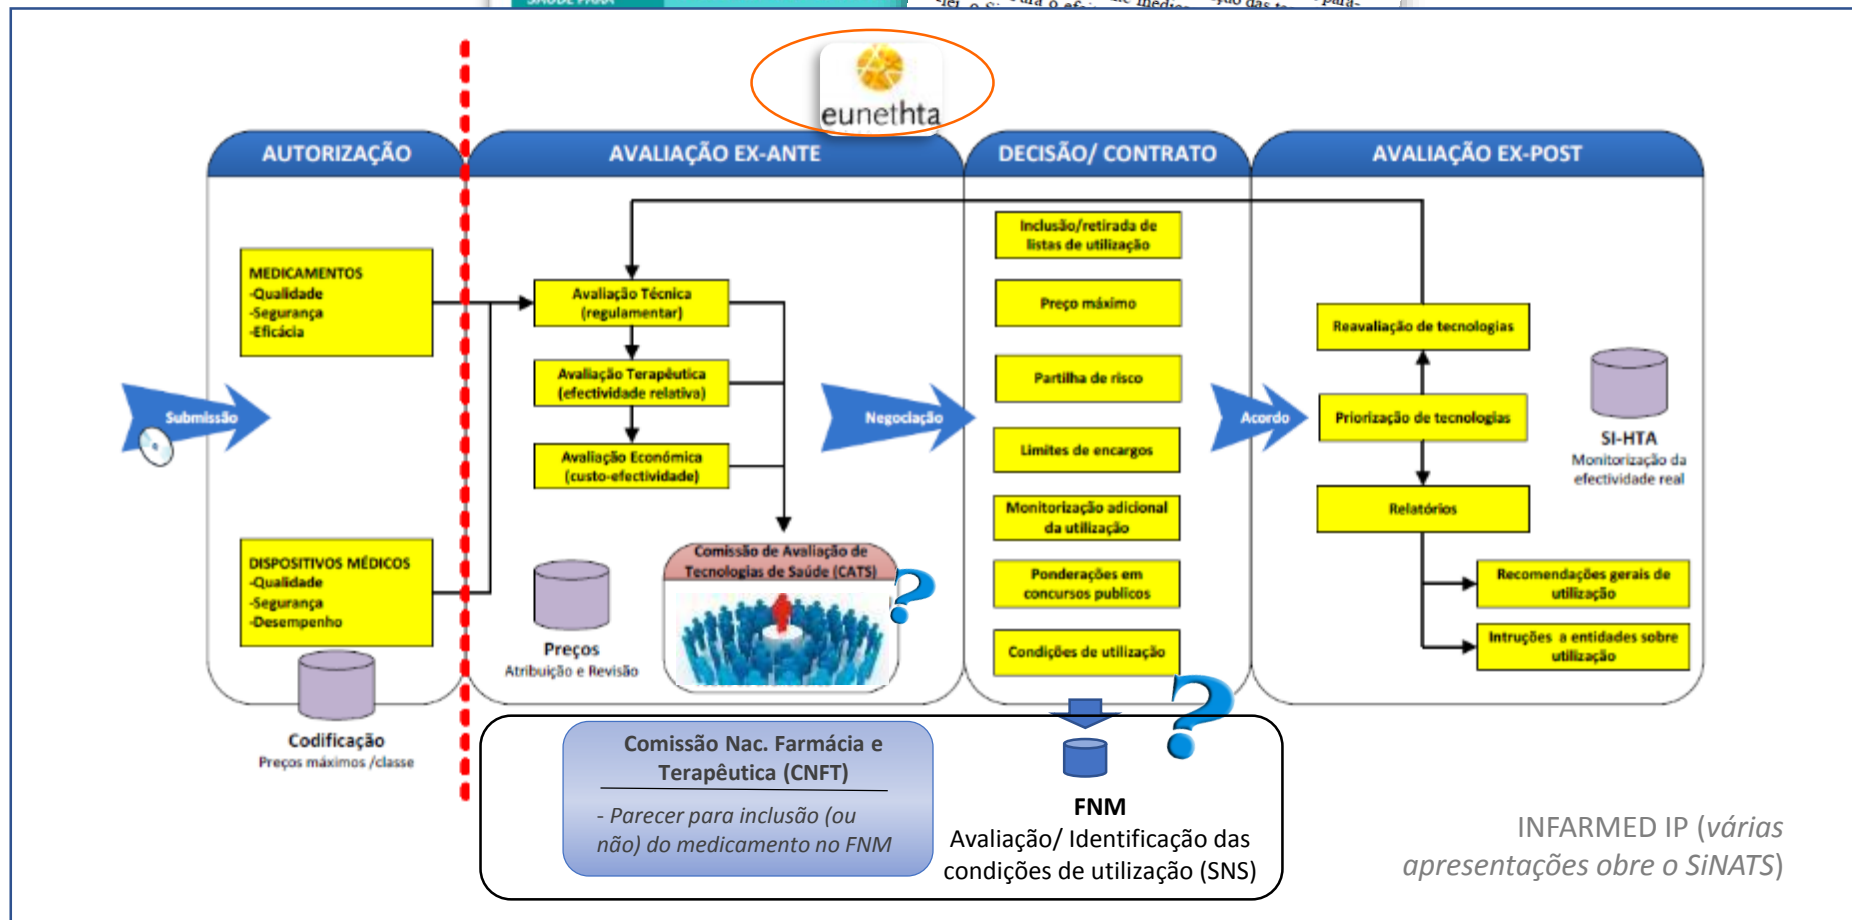 SAÚDE PARA
eunethta
AUTORIZAÇÃO
AVALIAÇÃO EX-ANTE
DECISÃO/ CONTRATO
AVALIAÇÃO EX-POST
Submissão
MEDICAMENTOS
-Qualidade
-Segurança
-Eficácia
DISPOSITIVOS MÉDICOS
-Qualidade
-Segurança
-Desempenho
Codificação
Preços máximos /classe
Avaliação Técnica
(regulamentar)
Avaliação Terapêutica
(efectividade relativa)
Avaliação Económica
(custo-efectividade)
Preços
Atribuição e Revisão
Comissão de Avaliação de
Tecnologias de Saúde (CATS)
?
Negociação
Inclusão/retirada de
listas de utilização
Preço máximo
Partilha de risco
Limites de encargos
Monitorização adicional
da utilização
Ponderações em
concursos publicos
Condições de utilização
?
Acordo
Reavaliação de tecnologias
Priorização de tecnologias
Relatórios
SI-HTA
Monitorização da
efectividade real
Recomendações gerais de
utilização
Intruções a entidades sobre
utilização
Comissão Nac. Farmácia e
Terapêutica (CNFT)
- Parecer para inclusão (ou
não) do medicamento no FNM
FNM
Avaliação/ Identificação das
condições de utilização (SNS)
INFARMED IP (várias
apresentações obre o SiNATS)